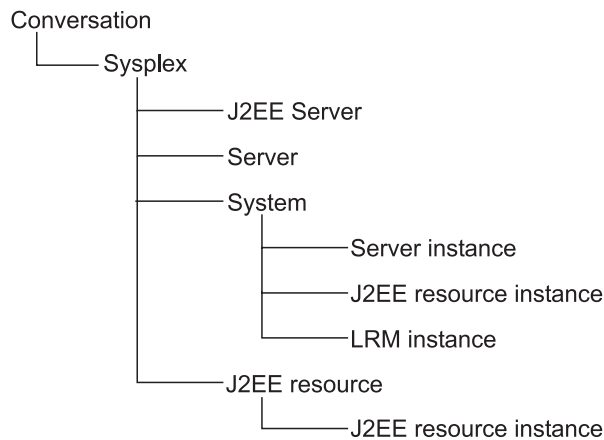 Conversation
Sysplex
J2EE Server
Server
System
Server instance
J2EE resource instance
LRM instance
J2EE resource
J2EE resource instance